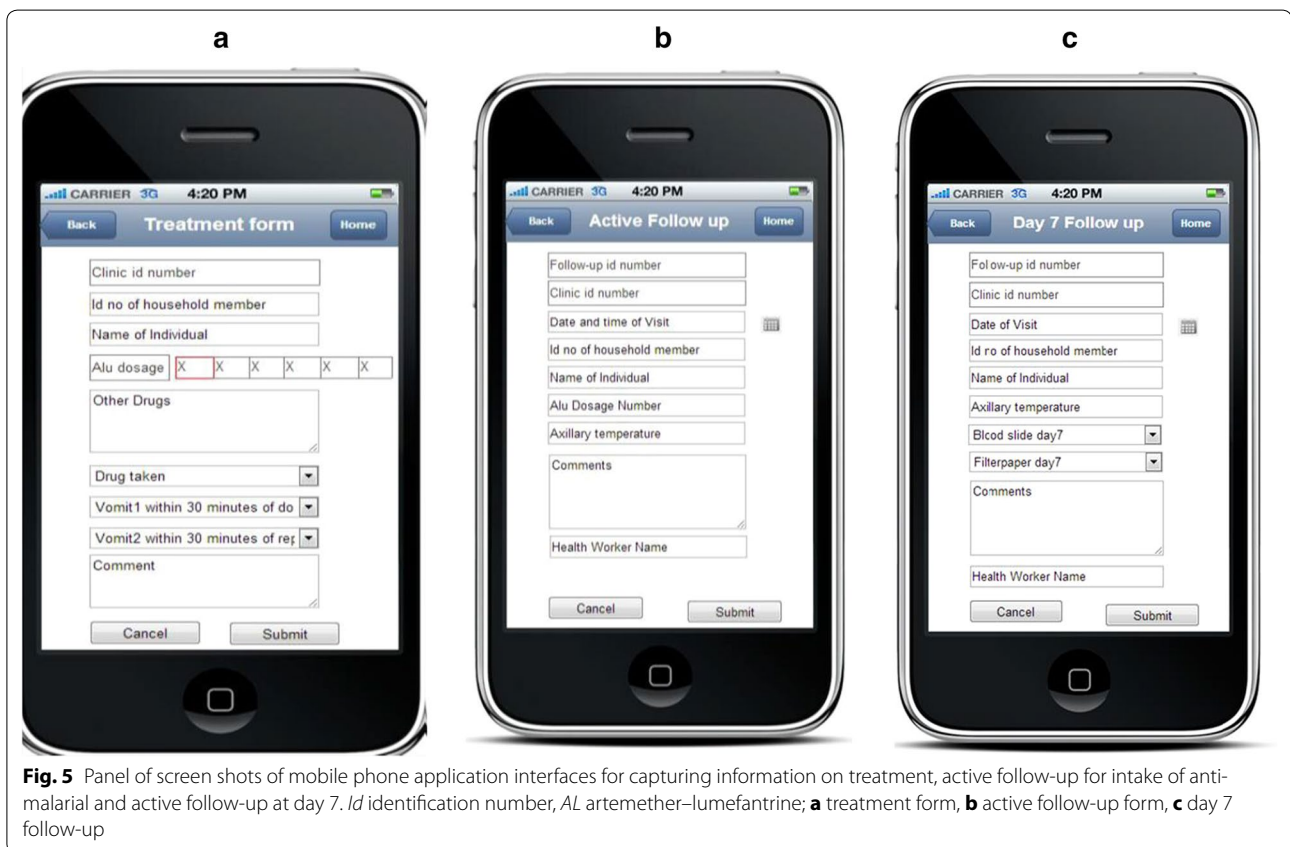 a
CARRIER 3G 4:20 PM
Back Treatment form Home
Clinic id number
Id no of household member
Name of Individual
Alu dosage X X X X X X
Other Drugs
Drug taken
Vomit1 within 30 minutes of do
Vomit2 within 30 minutes of rep
Comment
Cancel Submit
b
CARRIER 3G 4:20 PM
Back Active Follow up Home
Follow-up id number
Clinic id number
Date and time of Visit
Id no of household member
Name of Individual
Alu Dosage Number
Axillary temperature
Comments
Health Worker Name
Cancel Submit
c
CARRIER 3G 4:20 PM
Back Day 7 Follow up Home
Follow-up id number
Clinic id number
Date of Visit
Id no of household member
Name of Individual
Axillary temperature
Blood slide day7
Filterpaper day7
Comments
Health Worker Name
Cancel Submit
Fig. 5 Panel of screen shots of mobile phone application interfaces for capturing information on treatment, active follow-up for intake of anti-
malarial and active follow-up at day 7. Id identification number, AL artemether–lumefantrine; a treatment form, b active follow-up form, c day 7
follow-up